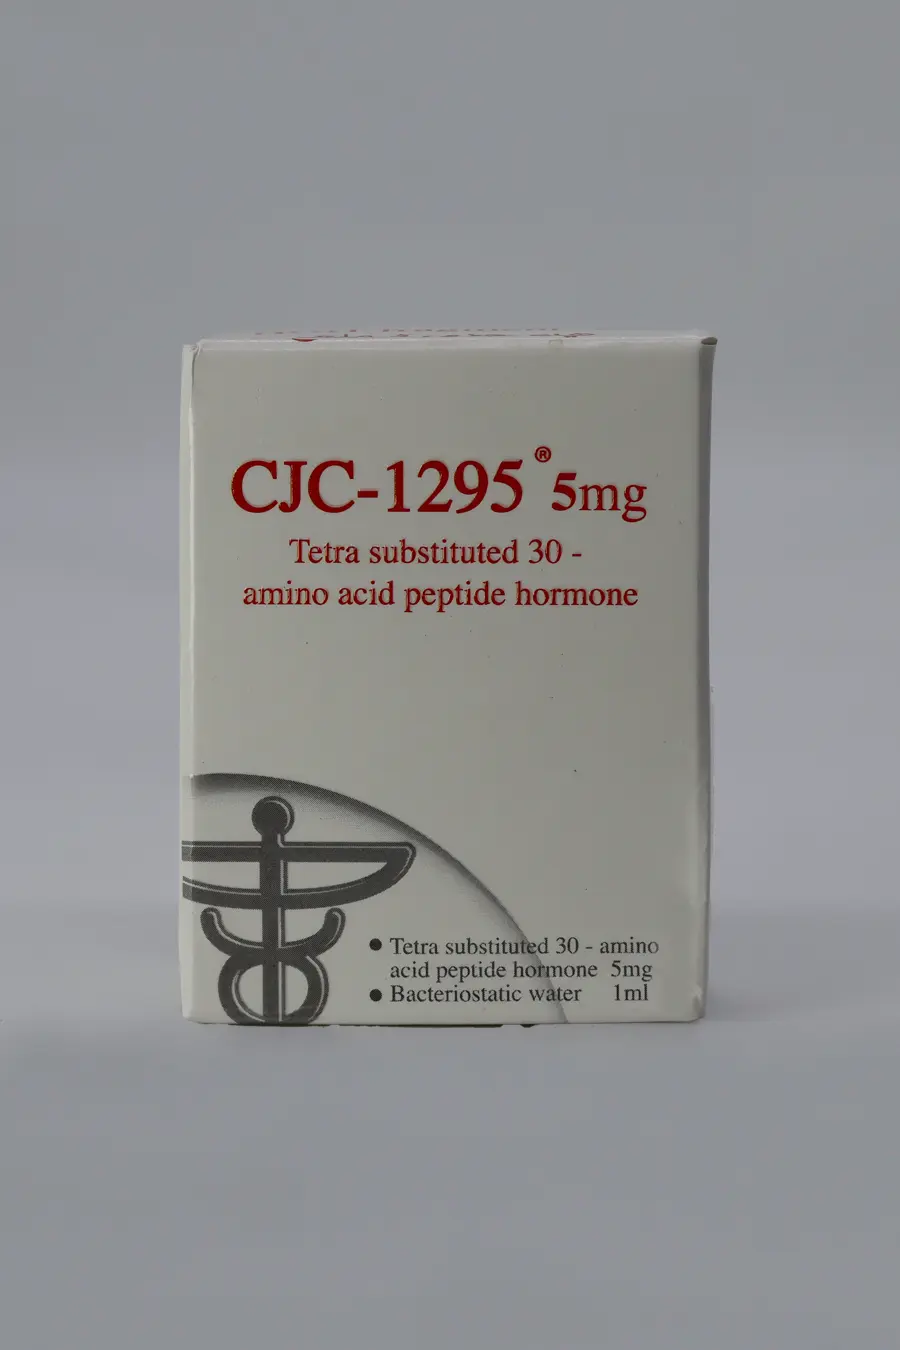 CJC-1295® 5mg
Tetra substituted 30 -
amino acid peptide hormone
● Tetra substituted 30 - amino
acid peptide hormone 5mg
● Bacteriostatic water 1ml